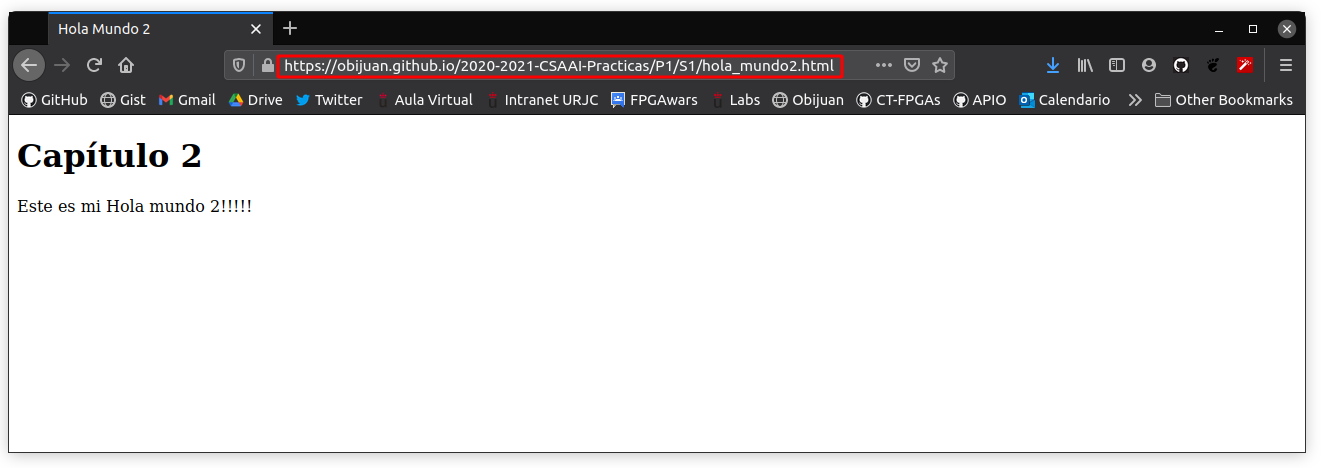 Hola Mundo 2
https://obijuan.github.io/2020-2021-CSAAI-Practicas/P1/S1/hola_mundo2.html
GitHub Gist Gmail Drive Twitter Aula Virtual Intranet URJC FPGAwars Labs Obijuan CT-FPGAs APIO Calendario Other Bookmarks
Capítulo 2
Este es mi Hola mundo 2!!!!!